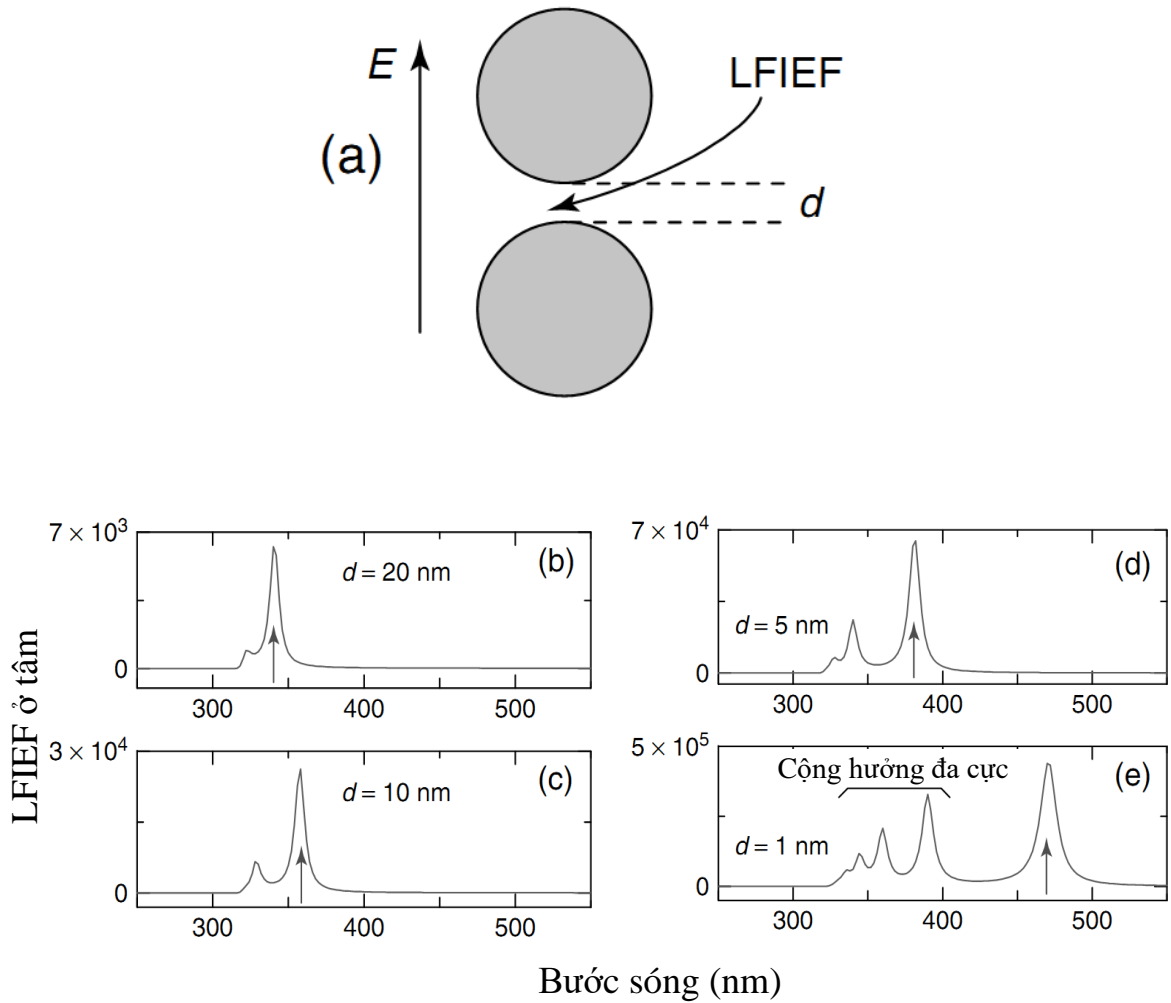 E
(a)
LFIEF
d
LFIEF ở tâm
7 × 10³
0
d = 20 nm
(b)
300
400
500
3 × 10⁴
0
d = 10 nm
(c)
300
400
500
7 × 10⁴
0
d = 5 nm
(d)
300
400
500
5 × 10⁵
0
Cộng hưởng đa cực
d = 1 nm
(e)
300
400
500
Bước sóng (nm)